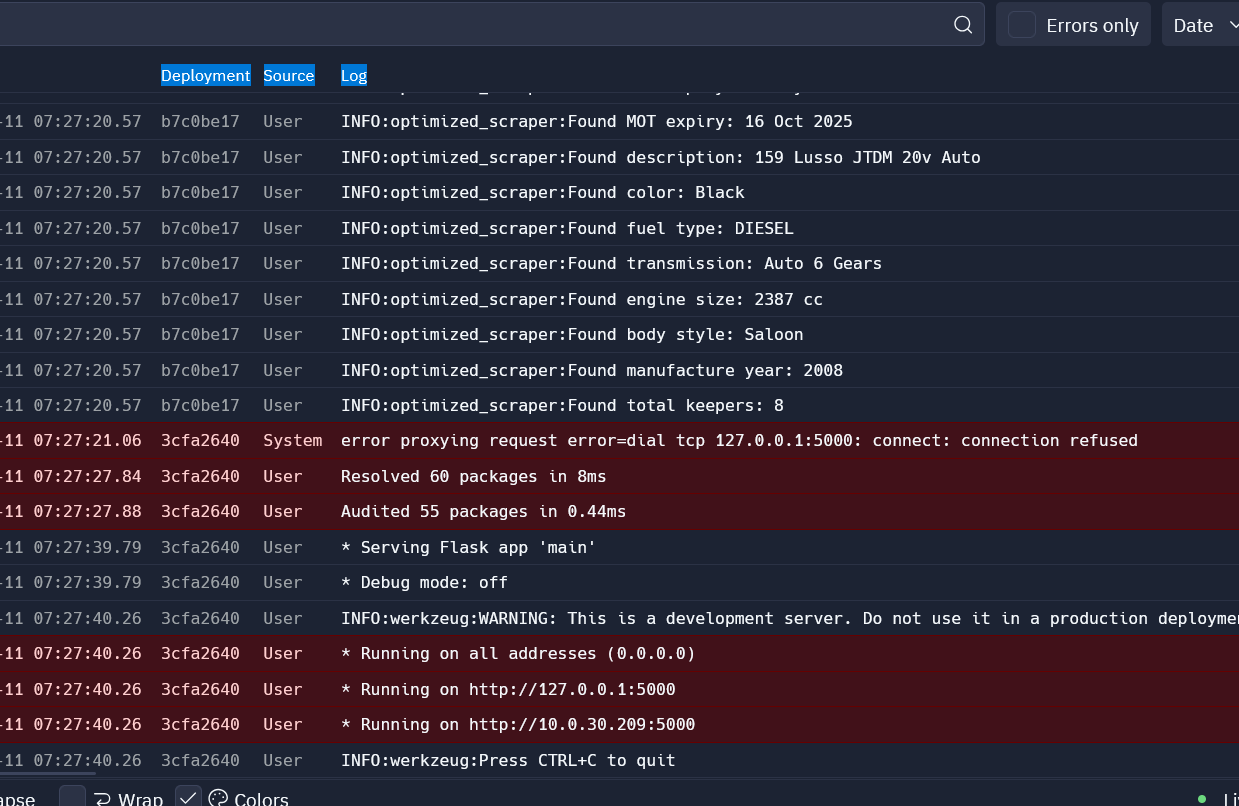 Errors only Date
Deployment Source Log
-11 07:27:20.57 b7c0be17 User INFO:optimized_scraper:Found MOT expiry: 16 Oct 2025
-11 07:27:20.57 b7c0be17 User INFO:optimized_scraper:Found description: 159 Lusso JTDM 20v Auto
-11 07:27:20.57 b7c0be17 User INFO:optimized_scraper:Found color: Black
-11 07:27:20.57 b7c0be17 User INFO:optimized_scraper:Found fuel type: DIESEL
-11 07:27:20.57 b7c0be17 User INFO:optimized_scraper:Found transmission: Auto 6 Gears
-11 07:27:20.57 b7c0be17 User INFO:optimized_scraper:Found engine size: 2387 cc
-11 07:27:20.57 b7c0be17 User INFO:optimized_scraper:Found body style: Saloon
-11 07:27:20.57 b7c0be17 User INFO:optimized_scraper:Found manufacture year: 2008
-11 07:27:20.57 b7c0be17 User INFO:optimized_scraper:Found total keepers: 8
-11 07:27:21.06 3cfa2640 System error proxying request error=dial tcp 127.0.0.1:5000: connect: connection refused
-11 07:27:27.84 3cfa2640 User Resolved 60 packages in 8ms
-11 07:27:27.88 3cfa2640 User Audited 55 packages in 0.44ms
-11 07:27:39.79 3cfa2640 User * Serving Flask app 'main'
-11 07:27:39.79 3cfa2640 User * Debug mode: off
-11 07:27:40.26 3cfa2640 User INFO:werkzeug:WARNING: This is a development server. Do not use it in a production deployme
-11 07:27:40.26 3cfa2640 User * Running on all addresses (0.0.0.0)
-11 07:27:40.26 3cfa2640 User * Running on http://127.0.0.1:5000
-11 07:27:40.26 3cfa2640 User * Running on http://10.0.30.209:5000
-11 07:27:40.26 3cfa2640 User INFO:werkzeug:Press CTRL+C to quit
apse Wrap Colors Li